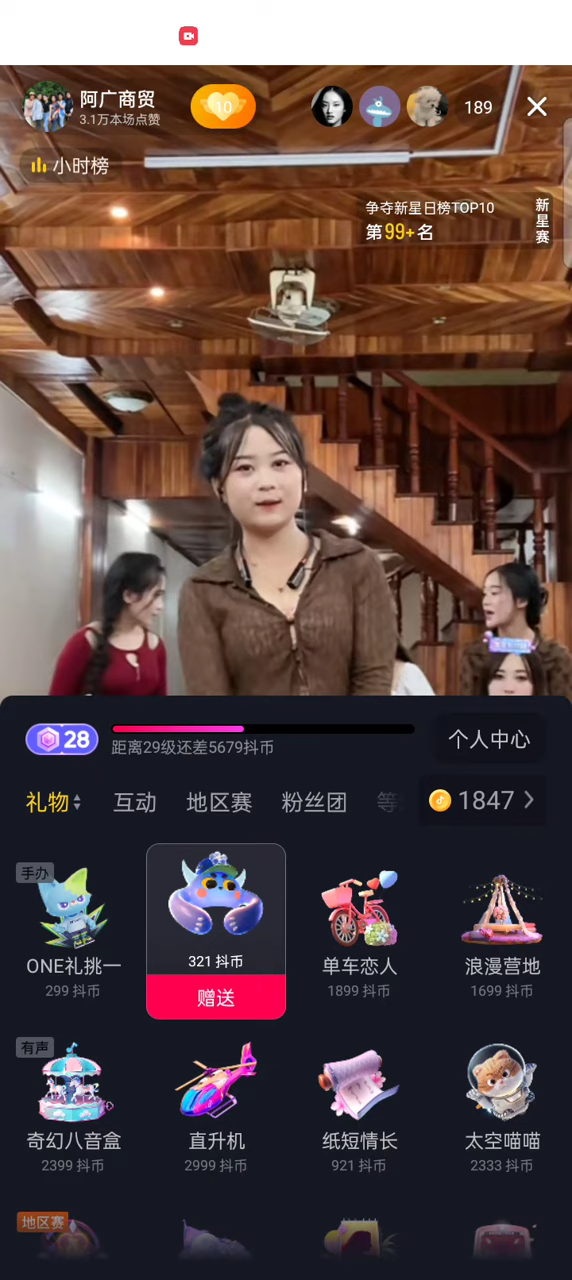 阿广商贸
3.1万本场点赞
10
189
小时榜
争夺新星日榜TOP10
第99+名
新星赛
28
距离29级还差5679抖币
个人中心
礼物
互动
地区赛
粉丝团
等
1847
手办
ONE礼挑一
299 抖币
321 抖币
赠送
单车恋人
1899 抖币
浪漫营地
1699 抖币
有声
奇幻八音盒
2399 抖币
直升机
2999 抖币
纸短情长
921 抖币
太空喵喵
2333 抖币
地区赛